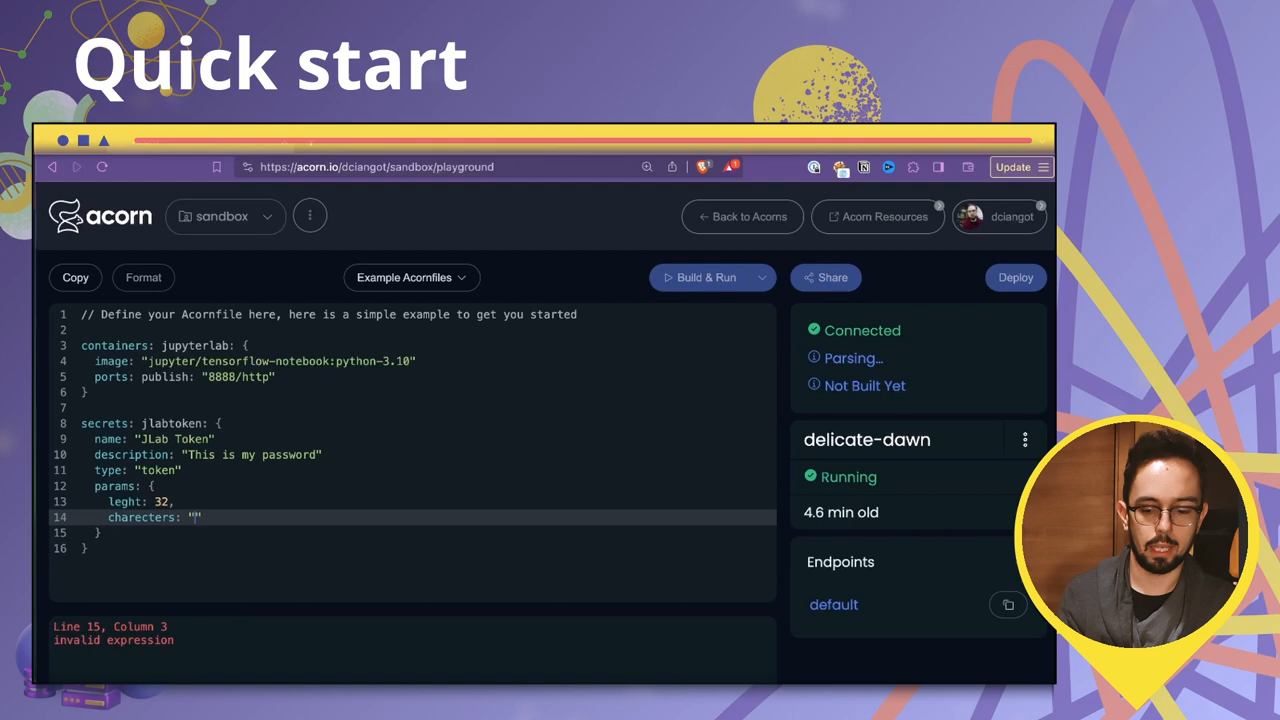 Quick start
https://acorn.io/dciangot/sandbox/playground
1
1
Update
acorn
sandbox
← Back to Acorns
Acorn Resources
dciangot
Copy
Format
Example Acornfiles
Build & Run
Share
Deploy
1 // Define your Acornfile here, here is a simple example to get you started
2
3 containers: jupyterlab: {
4 image: "jupyter/tensorflow-notebook:python-3.10"
5 ports: publish: "8888/http"
6 }
7
8 secrets: jlabtoken: {
9 name: "JLab Token"
10 description: "This is my password"
11 type: "token"
12 params: {
13 leght: 32,
14 charecters: ""
15 }
16 }
Line 15, Column 3
invalid expression
Connected
Parsing...
Not Built Yet
delicate-dawn
Running
4.6 min old
Endpoints
default